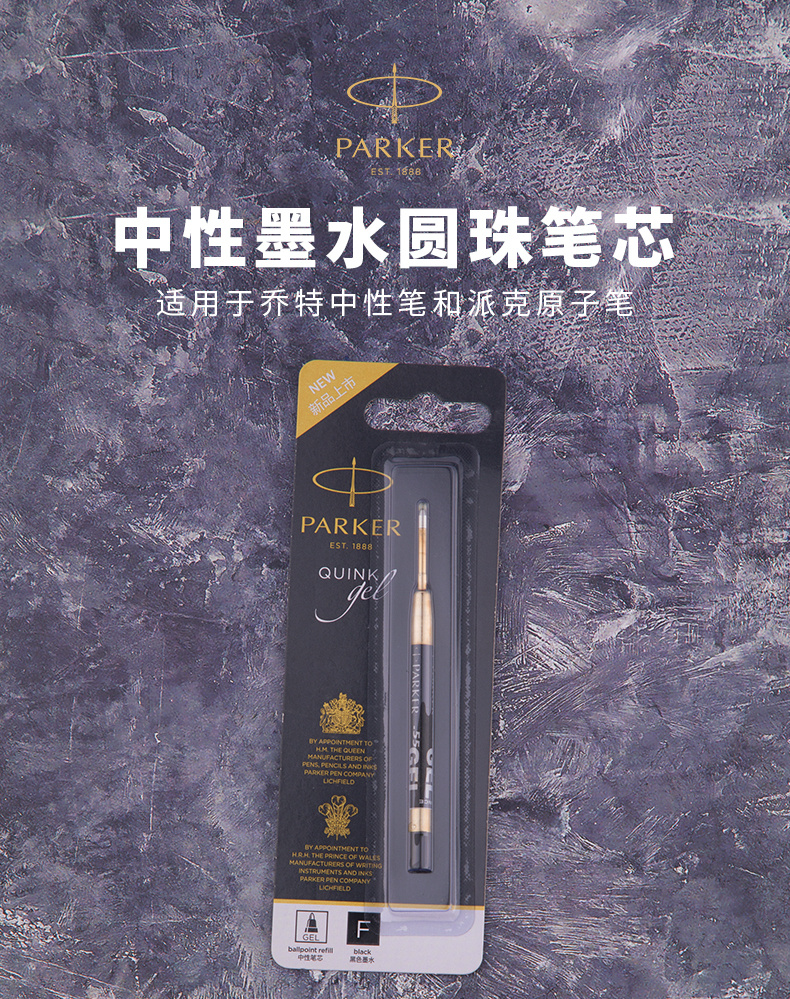 PARKER
EST. 1888
中性墨水圆珠笔芯
适用于乔特中性笔和派克原子笔
NEW
新品上市
PARKER
EST. 1888
QUINK
gel
PARKER
GEL
BY APPOINTMENT TO
H.M. THE QUEEN
MANUFACTURERS OF
PENS, PENCILS AND INKS
PARKER PEN COMPANY
LICHFIELD
BY APPOINTMENT TO
H.R.H. THE PRINCE OF WALES
MANUFACTURERS OF WRITING
INSTRUMENTS AND INKS
PARKER PEN COMPANY
LICHFIELD
GEL
F
ballpoint refill
中性笔芯
black
黑色墨水